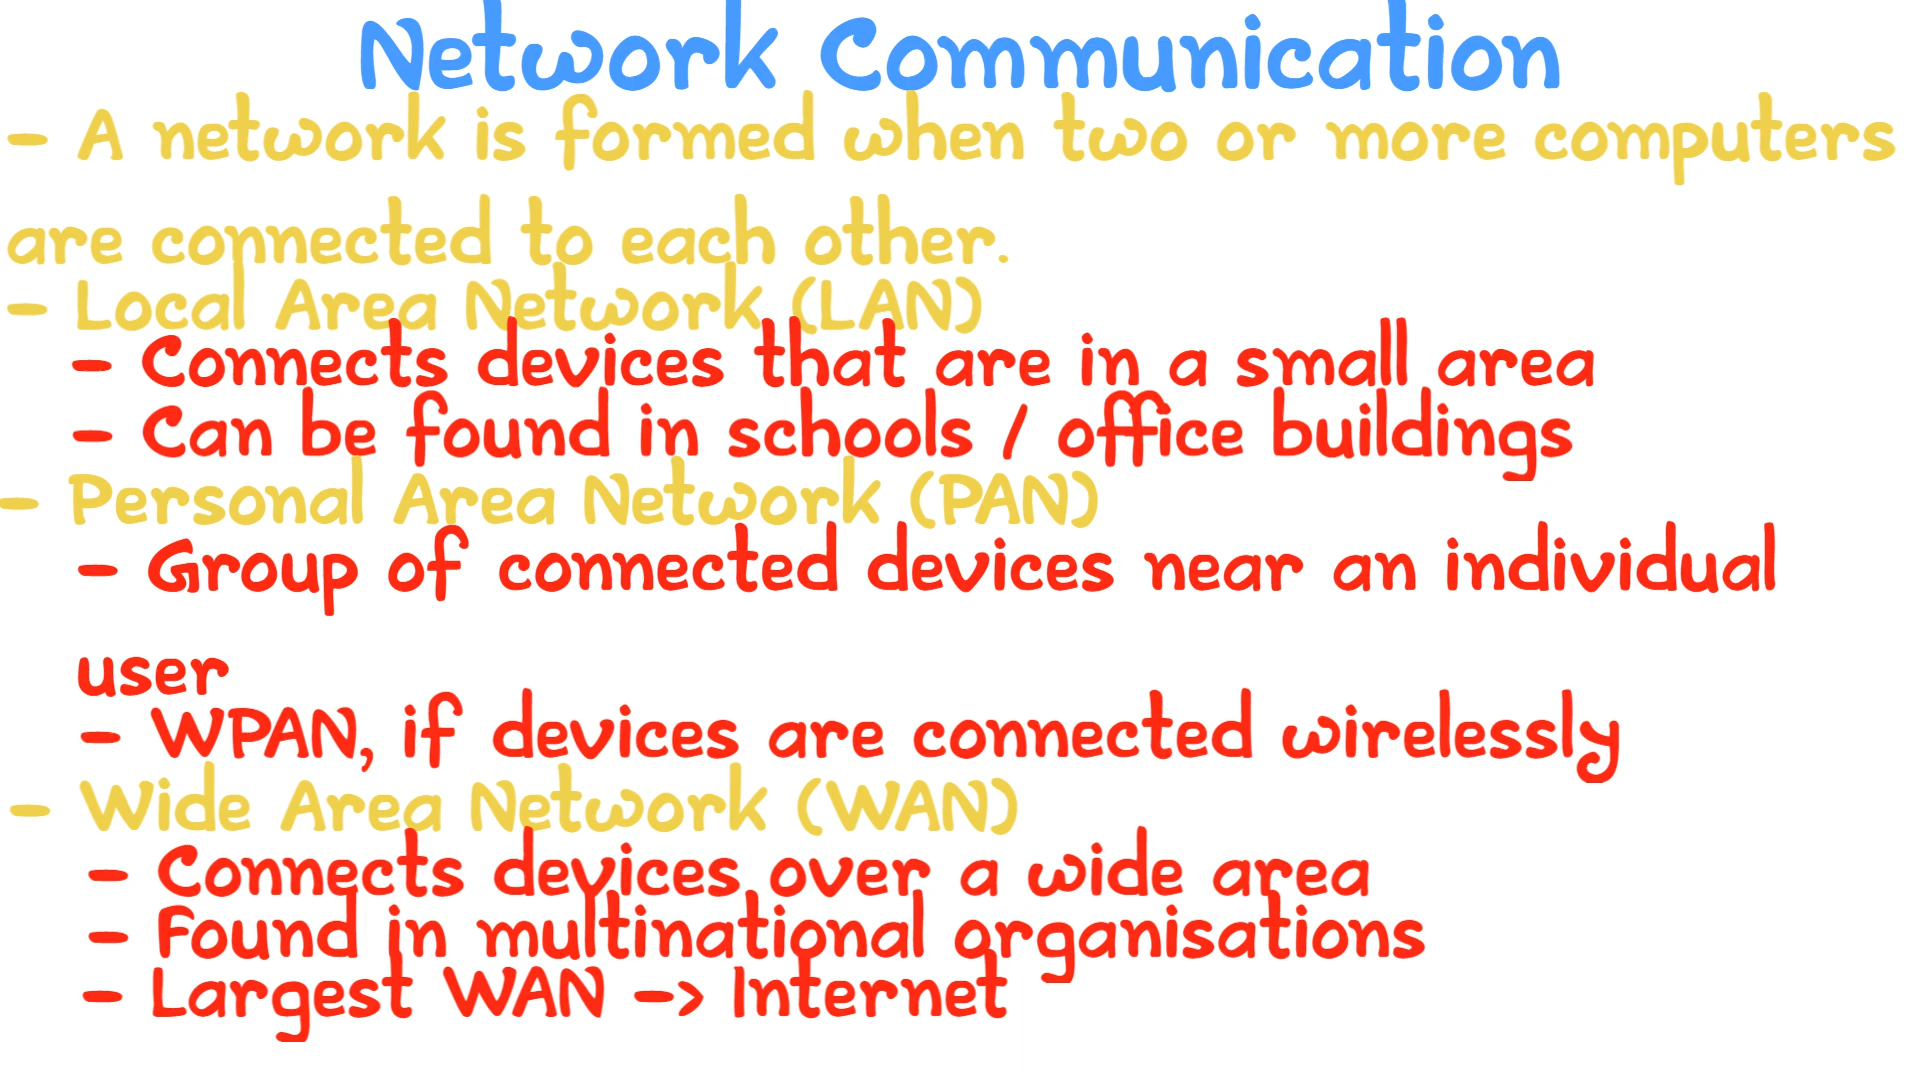 Network Communication
- A network is formed when two or more computers
are connected to each other.
- Local Area Network (LAN)
- Connects devices that are in a small area
- Can be found in schools / office buildings
- Personal Area Network (PAN)
- Group of connected devices near an individual
user
- WPAN, if devices are connected wirelessly
- Wide Area Network (WAN)
- Connects devices over a wide area
- Found in multinational organisations
- Largest WAN -> Internet